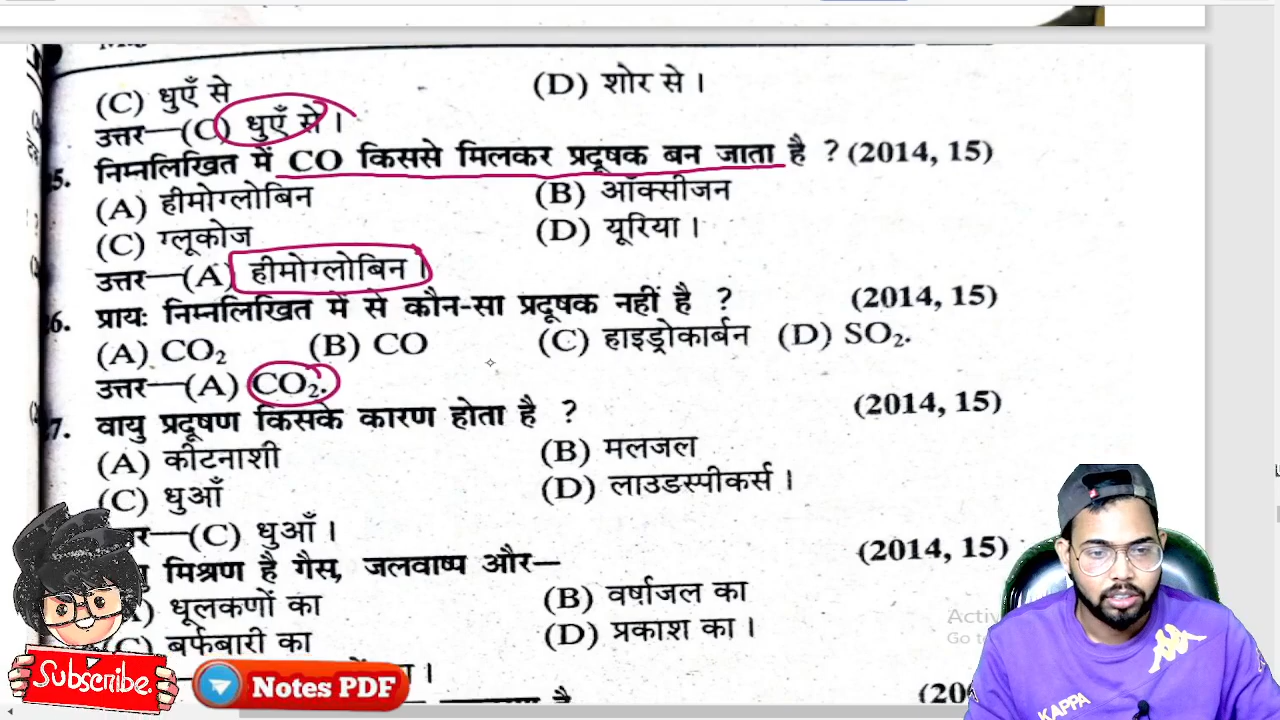 (C) धुएँ से (D) शोर से ।
उत्तर—(C) धुएँ से ।
5. निम्नलिखित में CO किससे मिलकर प्रदूषक बन जाता है ? (2014, 15)
(A) हीमोग्लोबिन (B) ऑक्सीजन
(C) ग्लूकोज (D) यूरिया ।
उत्तर—(A) हीमोग्लोबिन ।
6. प्रायः निम्नलिखित में से कौन-सा प्रदूषक नहीं है ? (2014, 15)
(A) CO₂ (B) CO (C) हाइड्रोकार्बन (D) SO₂.
उत्तर—(A) CO₂.
7. वायु प्रदूषण किसके कारण होता है ? (2014, 15)
(A) कीटनाशी (B) मलजल
(C) धुआँ (D) लाउडस्पीकर्स ।
(C) धुआँ ।
मिश्रण है गैस, जलवाष्प और— (2014, 15)
धूलकणों का (B) वर्षाजल का
बर्फबारी का (D) प्रकाश का ।
Subscribe.
Notes PDF
KAPPA